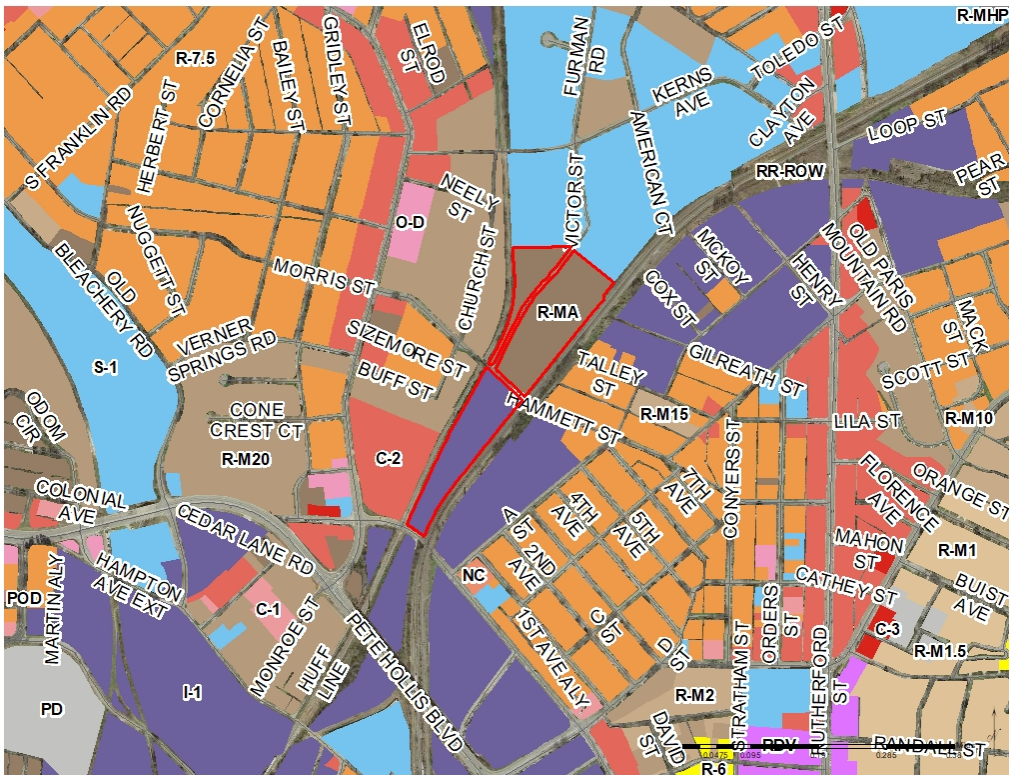 R-MHP
R-7.5
CORNELIA ST
BAILEY ST
GRIDLEY ST
ELROD
ST
FURMAN
RD
TOLEDO ST
KERNS
AVE
CLAYTON
AVE
LOOP ST
S FRANKLIN RD
HERBERT ST
AMERICAN CT
RR-ROW
PEAR
ST
NEELY
ST
O-D
VICTOR ST
NUGGETT ST
OLD
BLEACHERY RD
MORRIS ST
CHURCH ST
MCKOY
ST
COX ST
HENRY
ST
OLD PARIS
MOUNTAIN RD
R-MA
MACK
ST
VERNER
SPRINGS RD
SIZEMORE ST
BUFF ST
S-1
TALLEY
ST
GILREATH ST
SCOTT ST
ODOM
CIR
CONE
CREST CT
HAMMETT ST
R-M15
LILA ST
R-M10
R-M20
C-2
CONYERS ST
7TH
AVE
FLORENCE
AVE
ORANGE ST
COLONIAL
AVE
CEDAR LANE RD
A ST
4TH
AVE
5TH
AVE
2ND
AVE
MAHON
ST
R-M1
HAMPTON
AVE EXT
NC
CATHEY ST
BUIST
AVE
POD
MARTIN ALY
C-1
MONROE ST
HUFF
LINE
PETE HOLLIS BLVD
1ST AVE ALY
C ST
D
ST
ORDERS
ST
C-3
R-M1.5
PD
I-1
R-M2
STRATHAM ST
RUTHERFORD
ST
DAVID
ST
RDV
RANDALL ST
R-6
0.095
0.285